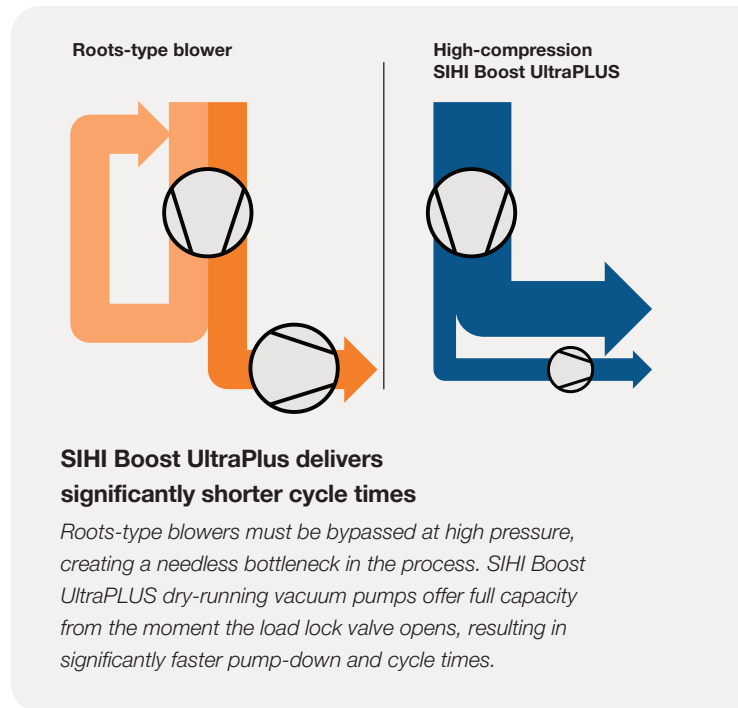 Roots-type blower
High-compression
SIHI Boost UltraPLUS
SIHI Boost UltraPlus delivers
significantly shorter cycle times
Roots-type blowers must be bypassed at high pressure,
creating a needless bottleneck in the process. SIHI Boost
UltraPLUS dry-running vacuum pumps offer full capacity
from the moment the load lock valve opens, resulting in
significantly faster pump-down and cycle times.